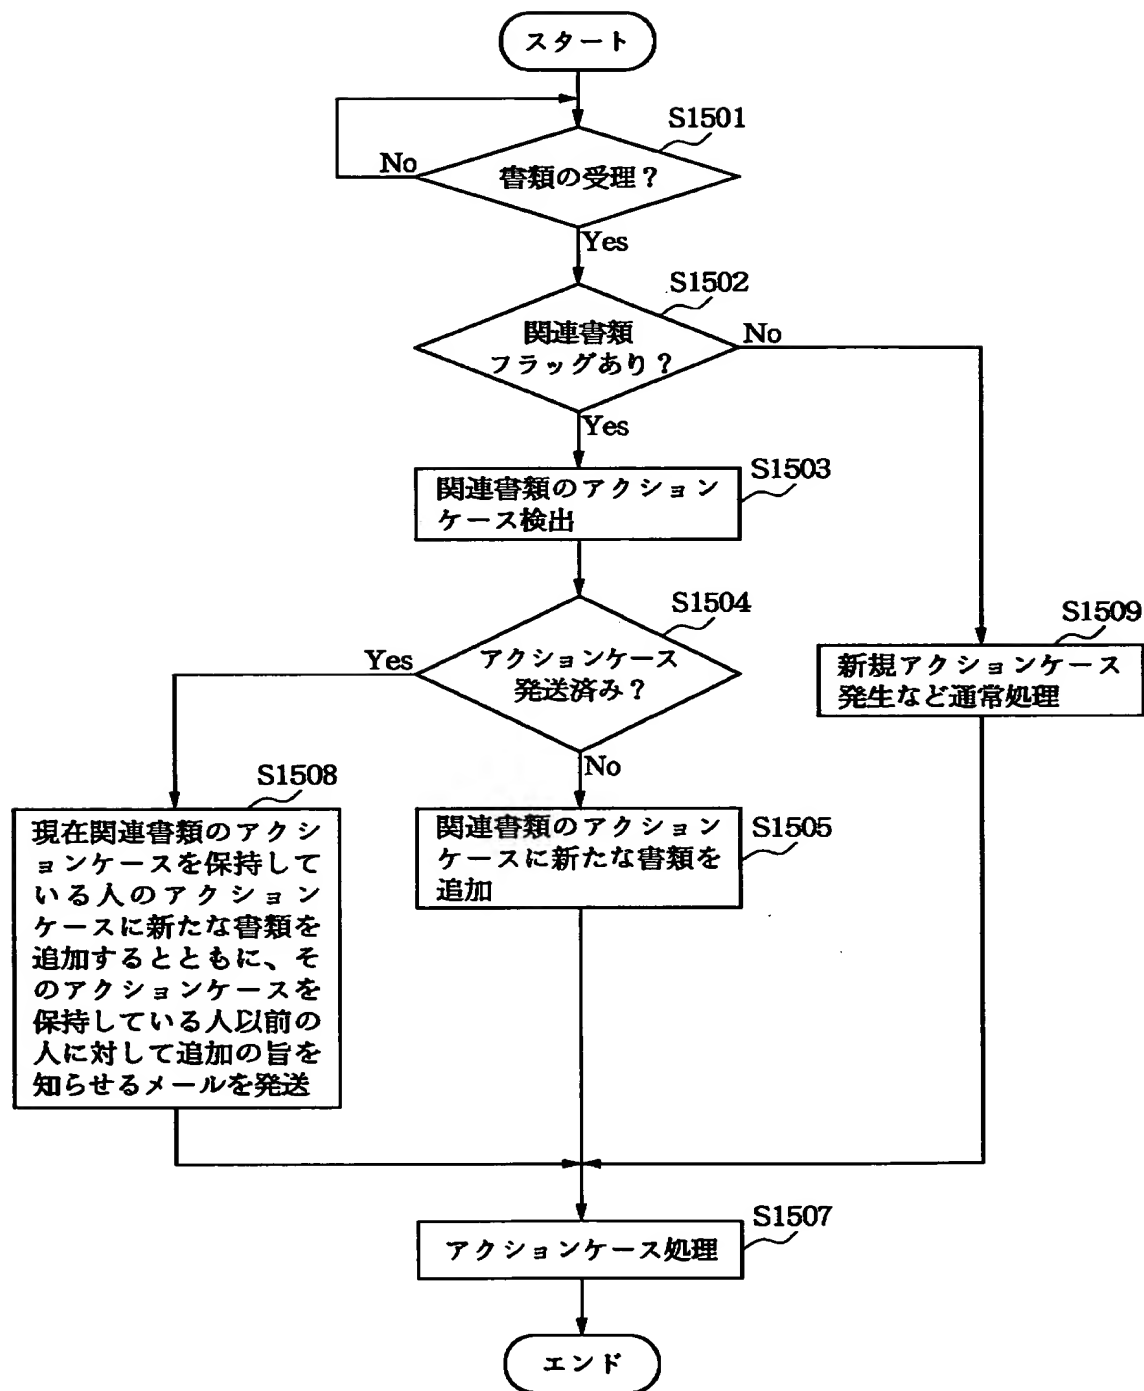 スタート
S1501
No
書類の受理？
Yes
S1502
関連書類
フラッグあり？
No
Yes
S1503
関連書類のアクション
ケース検出
S1504
Yes
アクションケース
発送済み？
No
S1509
新規アクションケース
発生など通常処理
S1508
現在関連書類のアクシ
ョンケースを保持して
いる人のアクション
ケースに新たな書類を
追加するとともに、そ
のアクションケースを
保持している人以前の
人に対して追加の旨を
知らせるメールを発送
S1505
関連書類のアクション
ケースに新たな書類を
追加
S1507
アクションケース処理
エンド